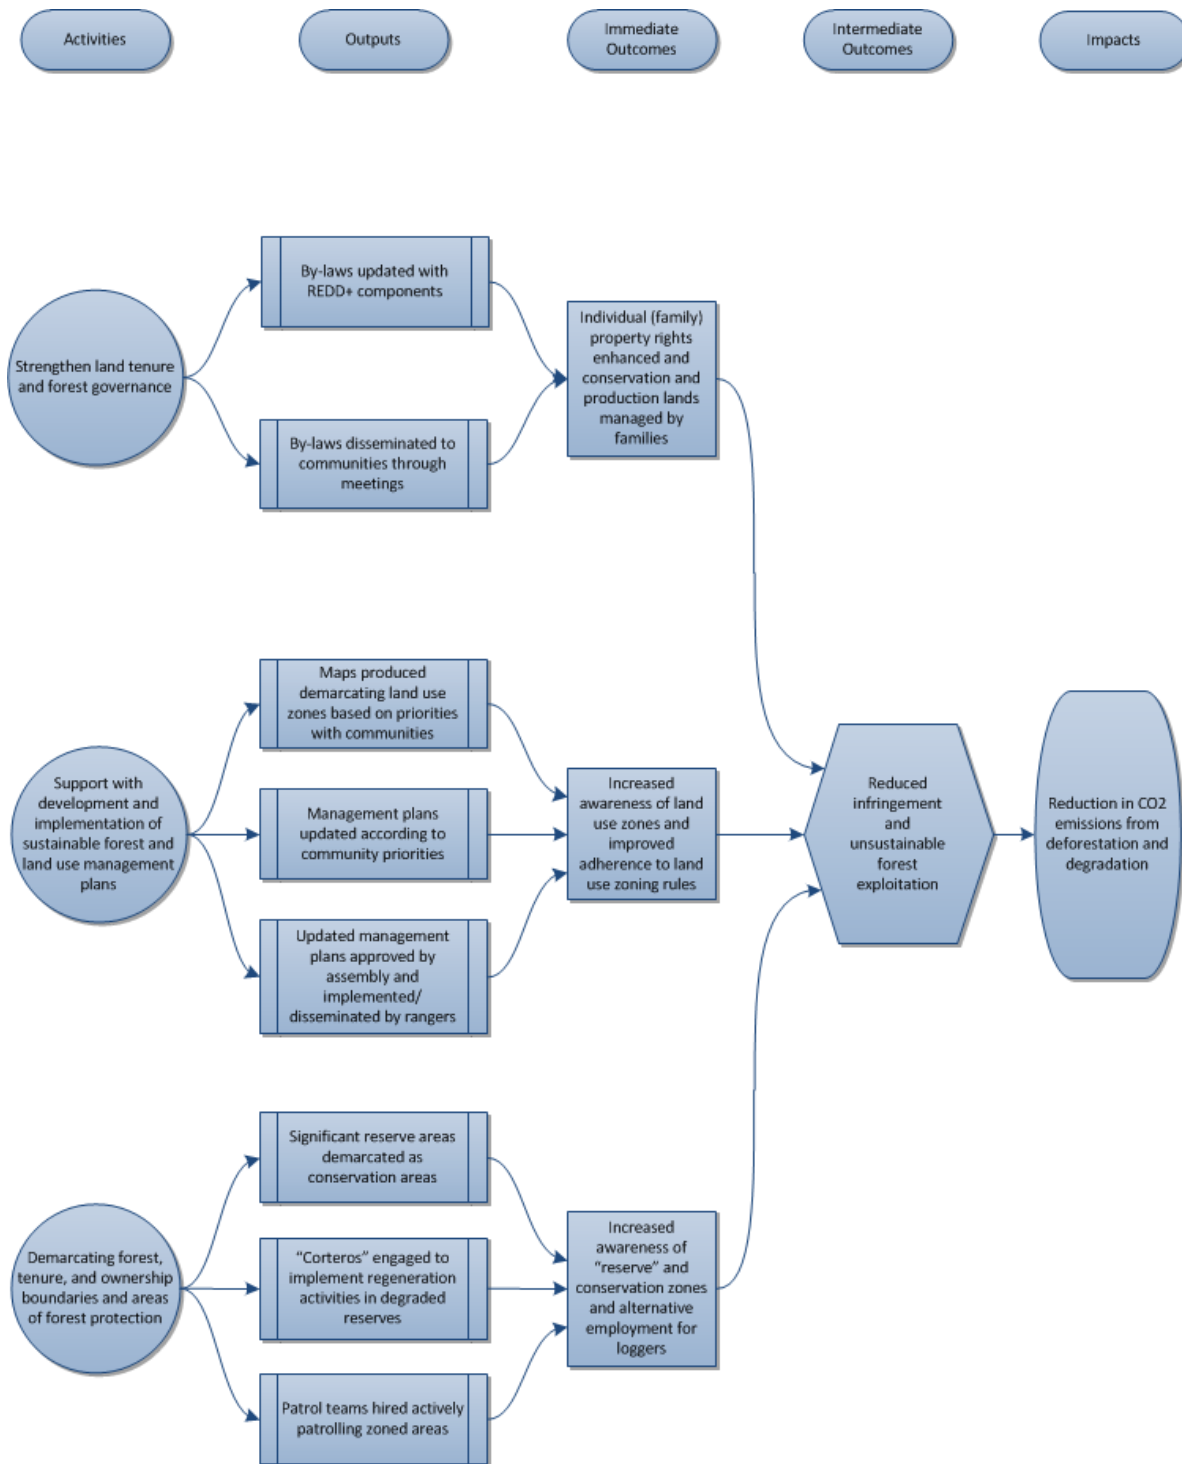 Activities
Outputs
Immediate
Outcomes
Intermediate
Outcomes
Impacts
Strengthen land tenure
and forest governance
By-laws updated with
REDD+ components
By-laws disseminated to
communities through
meetings
Individual (family)
property rights
enhanced and
conservation and
production lands
managed by
families
Support with
development and
implementation of
sustainable forest and
land use management
plans
Maps produced
demarcating land use
zones based on priorities
with communities
Management plans
updated according to
community priorities
Updated management
plans approved by
assembly and
implemented/
disseminated by rangers
Increased
awareness of land
use zones and
improved
adherence to land
use zoning rules
Reduced
infringement
and
unsustainable
forest
exploitation
Reduction in CO2
emissions from
deforestation and
degradation
Demarcating forest,
tenure, and ownership
boundaries and areas
of forest protection
Significant reserve areas
demarcated as
conservation areas
“Corteros” engaged to
implement regeneration
activities in degraded
reserves
Patrol teams hired actively
patrolling zoned areas
Increased
awareness of
“reserve” and
conservation zones
and alternative
employment for
loggers